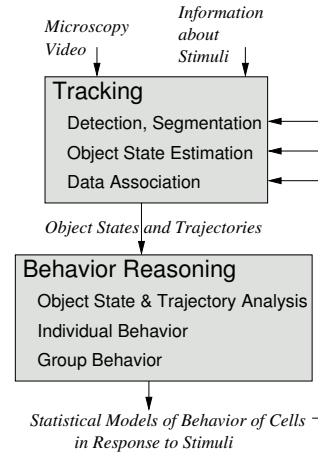 Microscopy
Video
Information
about
Stimuli
Tracking
Detection, Segmentation
Object State Estimation
Data Association
Object States and Trajectories
Behavior Reasoning
Object State & Trajectory Analysis
Individual Behavior
Group Behavior
Statistical Models of Behavior of Cells
in Response to Stimuli